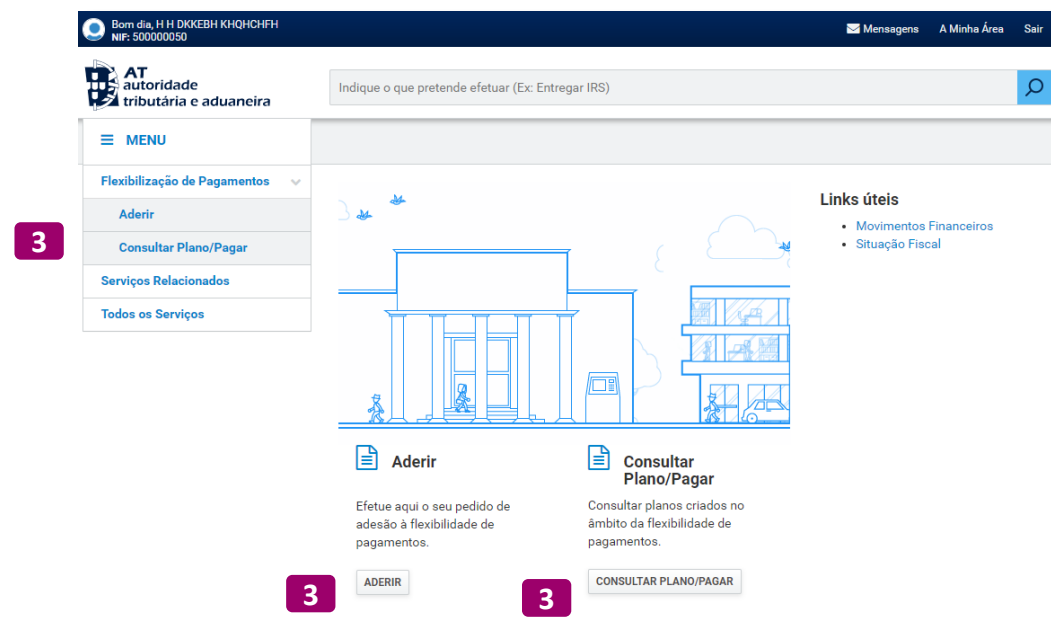 Bom dia, H H DKKEBH KHQHCHFH
NIF: 500000050
Mensagens
A Minha Área
Sair
AT
autoridade
tributária e aduaneira
Indique o que pretende efetuar (Ex: Entregar IRS)
MENU
Flexibilização de Pagamentos
Aderir
3
Consultar Plano/Pagar
Serviços Relacionados
Todos os Serviços
Links úteis
Movimentos Financeiros
Situação Fiscal
Aderir
Efetue aqui o seu pedido de
adesão à flexibilidade de
pagamentos.
3
ADERIR
Consultar
Plano/Pagar
Consultar planos criados no
âmbito da flexibilidade de
pagamentos.
3
CONSULTAR PLANO/PAGAR